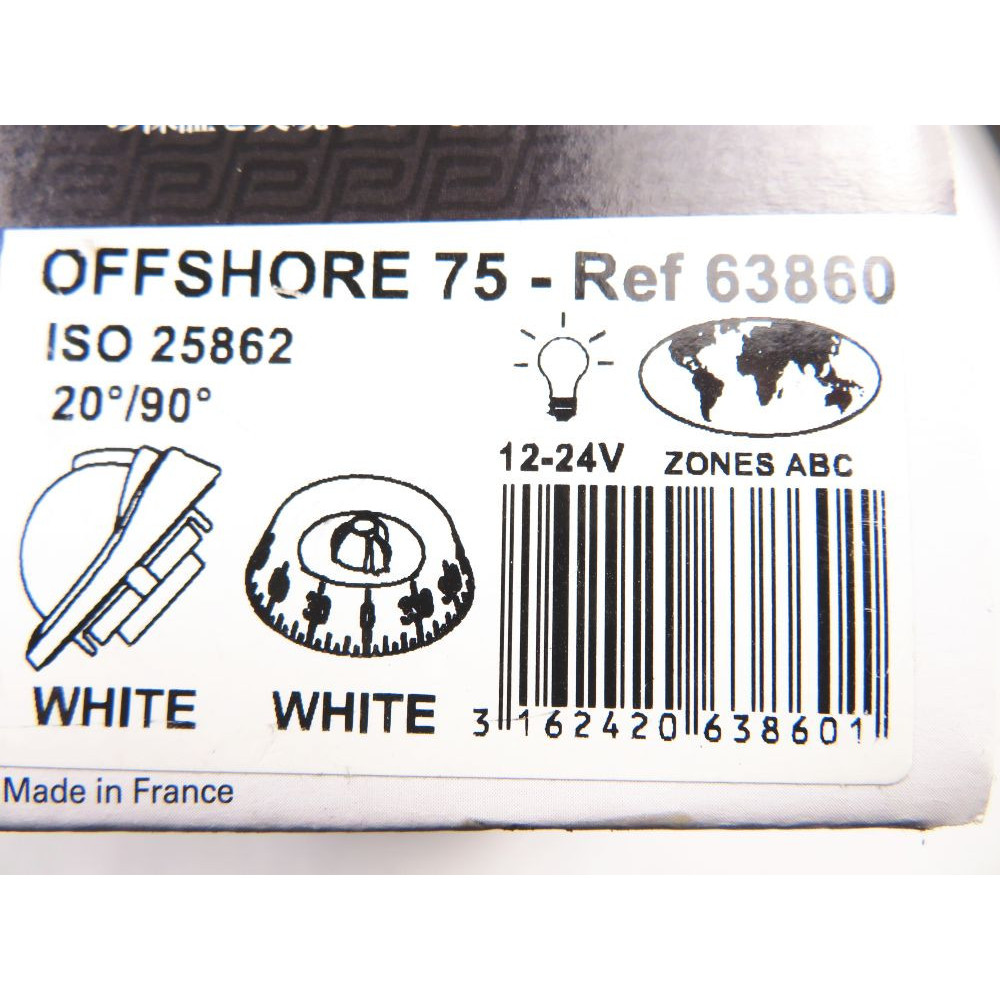 OFFSHORE 75 - Ref 63860
ISO 25862
20°/90°
12-24V
ZONES ABC
WHITE
WHITE
3 162420 638601
Made in France